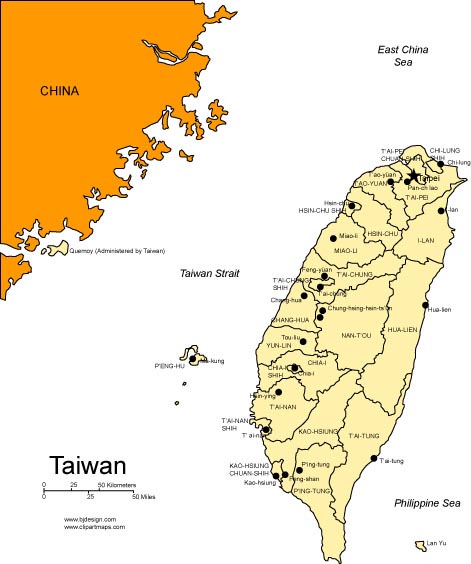 East China
Sea
CHINA
T'AI-PEI
CHUAN-SHIH
CHI-LUNG
SHIH
Chi-lung
T'ao-yüan
Taipei
T'AO-YUAN
Pan-ch iao
T'AI-PEI
Hsin-chu
HSIN-CHU SHIH
I-lan
HSIN-CHU
Miao-li
I-LAN
MIAO-LI
Quemoy (Administered by Taiwan)
Taiwan Strait
Feng-yüan
T'AI-CHUNG
T'AI-CHUNG
SHIH
T'ai-chung
Chang-hua
Chung-hsing-hsin-ts'un
Hua-lien
CHANG-HUA
HUA-LIEN
NAN-T'OU
Tou-liu
YUN-LIN
Ma-kung
P'ENG-HU
CHIA-I
CHIA-I
SHIH
Chia-i
Hsin-ying
T'AI-NAN
T'AI-NAN
SHIH
T'ai-nan
KAO-HSIUNG
T'AI-TUNG
T'ai-tung
KAO-HSIUNG
CHUAN-SHIH
P'ing-tung
Kao-hsiung
Feng-shan
P'ING-TUNG
Taiwan
0 25 50 Kilometers
0 25 50 Miles
Philippine Sea
www.bjdesign.com
www.clipartmaps.com
Lan Yu